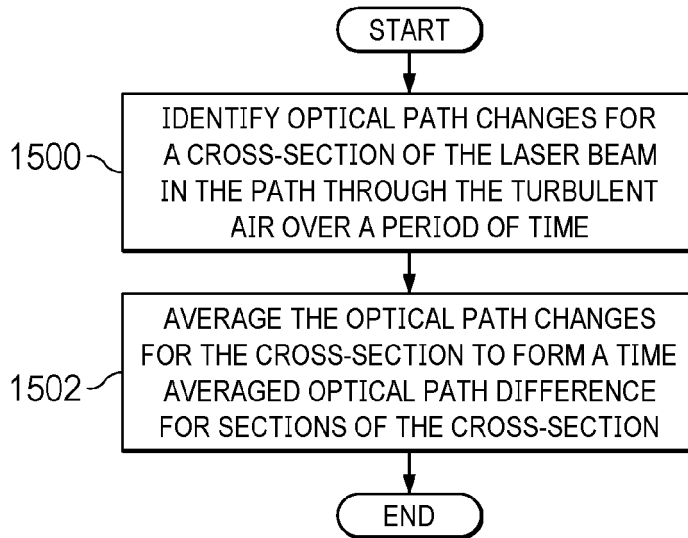 START
1500
IDENTIFY OPTICAL PATH CHANGES FOR
A CROSS-SECTION OF THE LASER BEAM
IN THE PATH THROUGH THE TURBULENT
AIR OVER A PERIOD OF TIME
1502
AVERAGE THE OPTICAL PATH CHANGES
FOR THE CROSS-SECTION TO FORM A TIME
AVERAGED OPTICAL PATH DIFFERENCE
FOR SECTIONS OF THE CROSS-SECTION
END